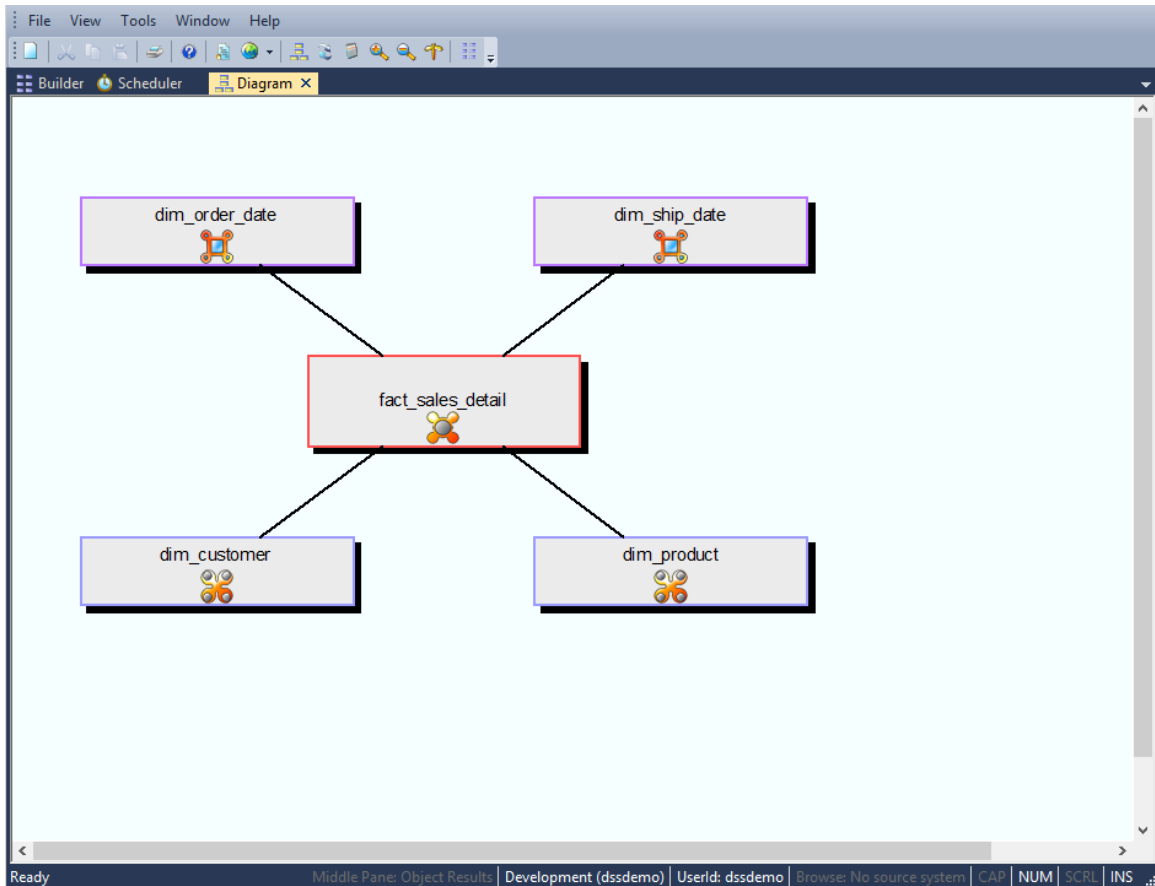 File View Tools Window Help
Builder Scheduler Diagram
dim_order_date dim_ship_date
fact_sales_detail
dim_customer dim_product
Ready Middle Pane: Object Results Development (dssdemo) UserId: dssdemo Browse: No source system CAP NUM SCRL INS